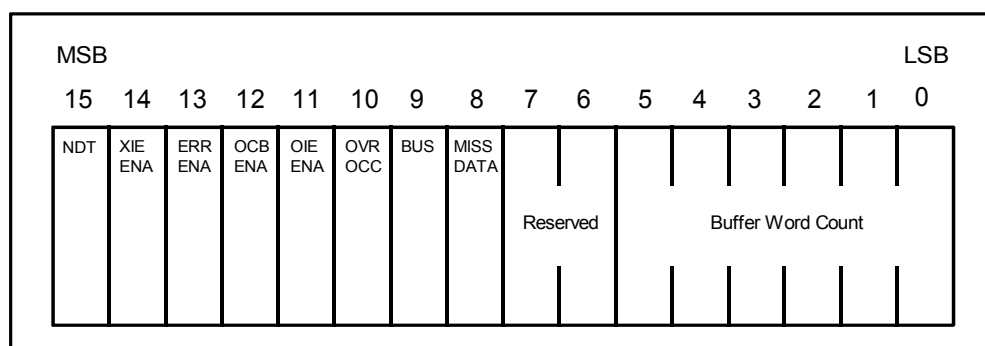 MSB LSB
15 14 13 12 11 10 9 8 7 6 5 4 3 2 1 0
NDT XIE ERR OCB OIE OVR BUS MISS
ENA ENA ENA ENA OCC DATA
Reserved Buffer Word Count